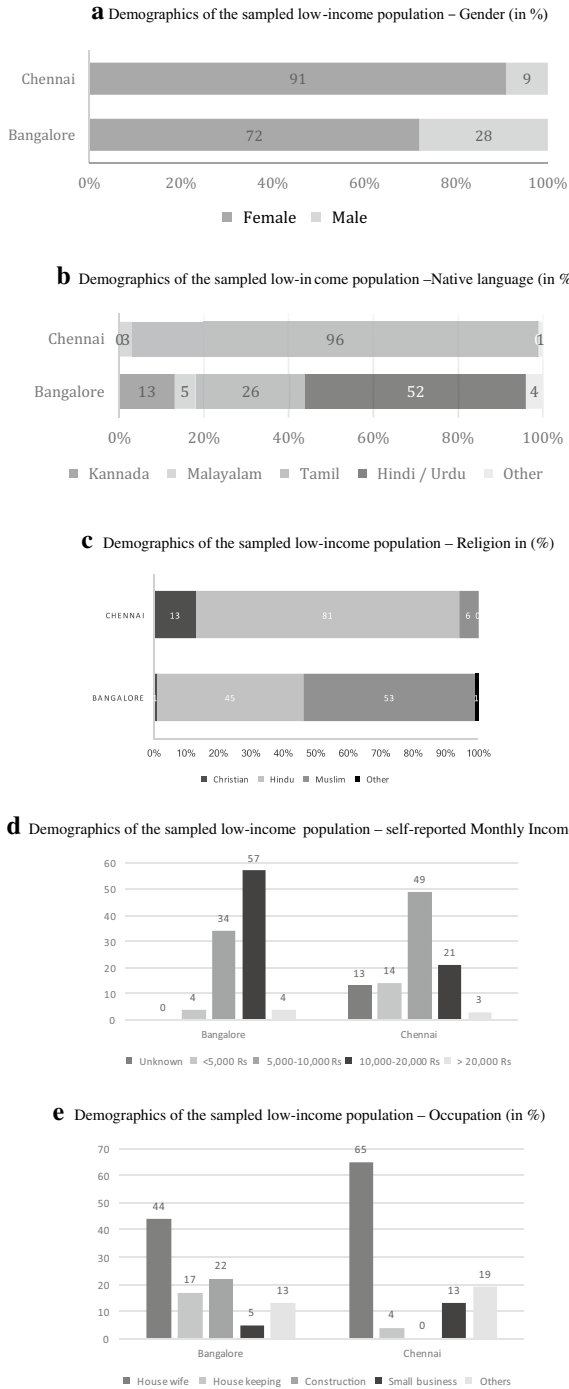 a Demographics of the sampled low-income population – Gender (in %)
Chennai 91 9
Bangalore 72 28
0% 20% 40% 60% 80% 100%
Female Male
b Demographics of the sampled low-in come population –Native language (in %
Chennai 0 3 96 0 1
Bangalore 13 5 26 52 4
0% 20% 40% 60% 80% 100%
Kannada Malayalam Tamil Hindi / Urdu Other
c Demographics of the sampled low-income population – Religion in (%)
CHENNAI 13 81 6 0
BANGALORE 1 45 53 1
0% 10% 20% 30% 40% 50% 60% 70% 80% 90% 100%
Christian Hindu Muslim Other
d Demographics of the sampled low-income population – self-reported Monthly Incom
60
50
40
30
20
10
0
0 4 34 57 4
13 14 49 21 3
Bangalore Chennai
Unknown <5,000 Rs 5,000-10,000 Rs 10,000-20,000 Rs > 20,000 Rs
e Demographics of the sampled low-income population – Occupation (in %)
70
60
50
40
30
20
10
0
44 17 22 5 13
65 4 0 13 19
Bangalore Chennai
House wife House keeping Construction Small business Others